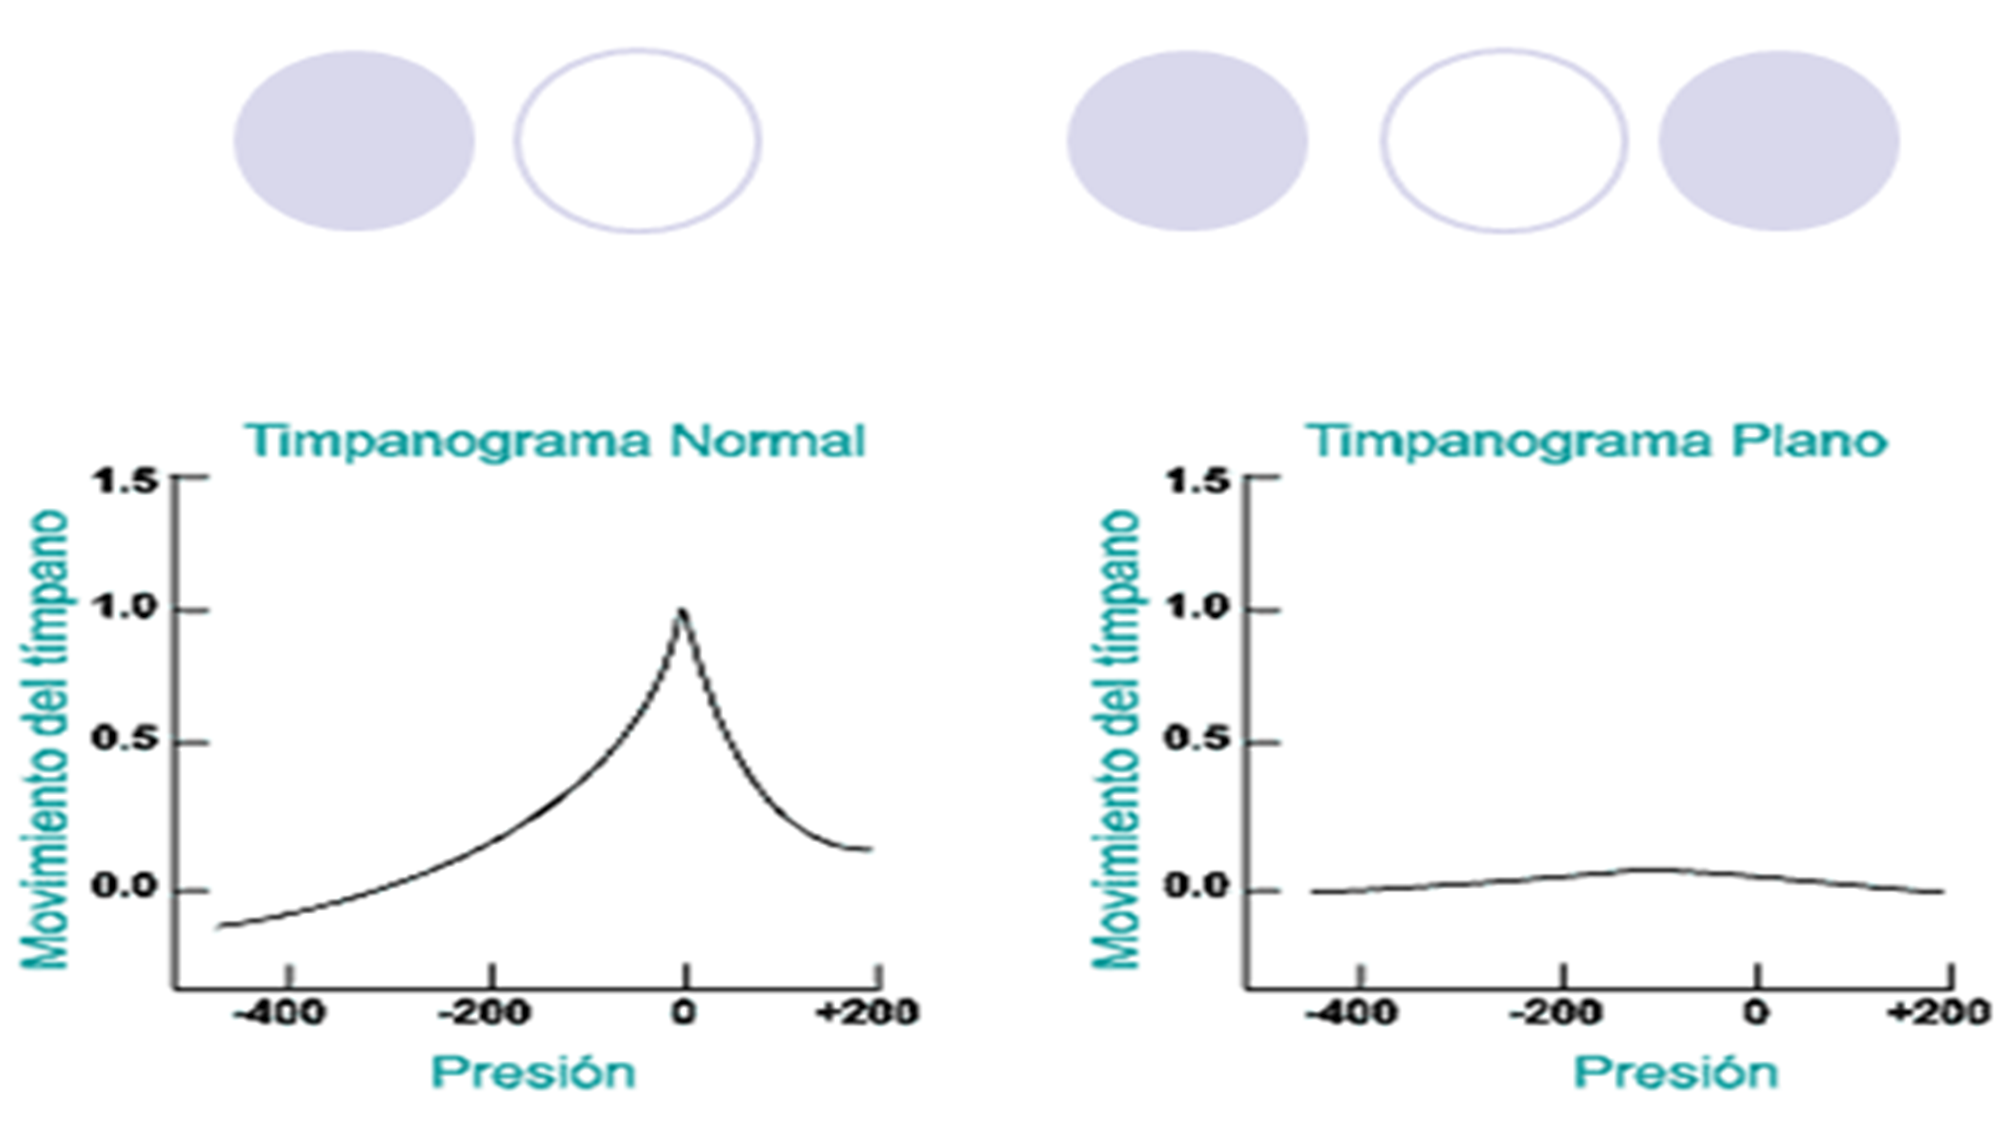 Timpanograma Normal
1.5
1.0
0.5
0.0
Movimiento del tímpano
-400 -200 0 +200
Presión
Timpanograma Plano
1.5
1.0
0.5
0.0
Movimiento del tímpano
-400 -200 0 +200
Presión